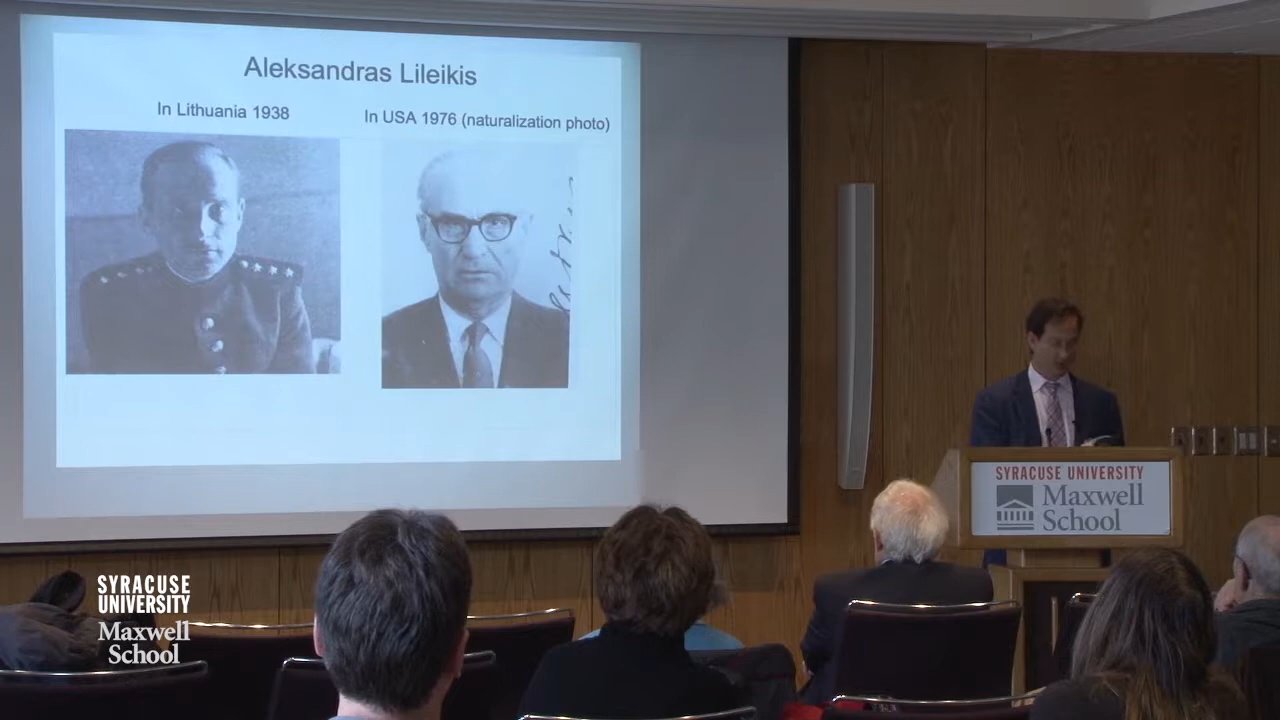 Aleksandras Lileikis
In Lithuania 1938
In USA 1976 (naturalization photo)
SYRACUSE UNIVERSITY
Maxwell
School
SYRACUSE
UNIVERSITY
Maxwell
School